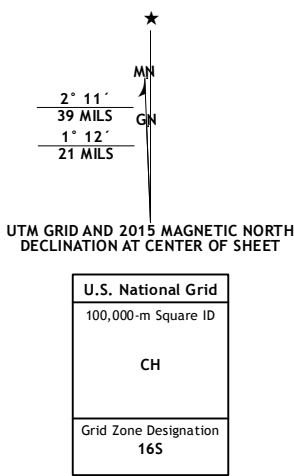 MN
2° 11´
39 MILS
GN
1° 12´
21 MILS
UTM GRID AND 2015 MAGNETIC NORTH
DECLINATION AT CENTER OF SHEET
U.S. National Grid
100,000-m Square ID
CH
Grid Zone Designation
16S